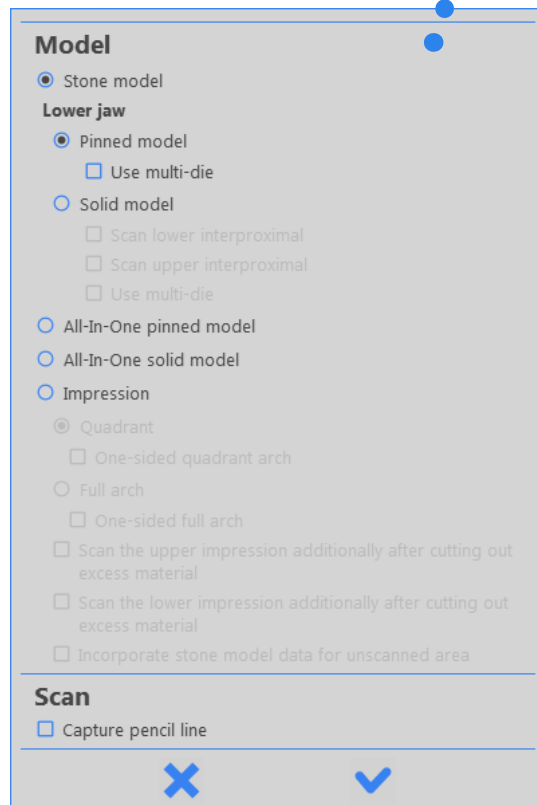 Model
Stone model
Lower jaw
Pinned model
Use multi-die
Solid model
Scan lower interproximal
Scan upper interproximal
Use multi-die
All-In-One pinned model
All-In-One solid model
Impression
Quadrant
One-sided quadrant arch
Full arch
One-sided full arch
Scan the upper impression additionally after cutting out
excess material
Scan the lower impression additionally after cutting out
excess material
Incorporate stone model data for unscanned area
Scan
Capture pencil line